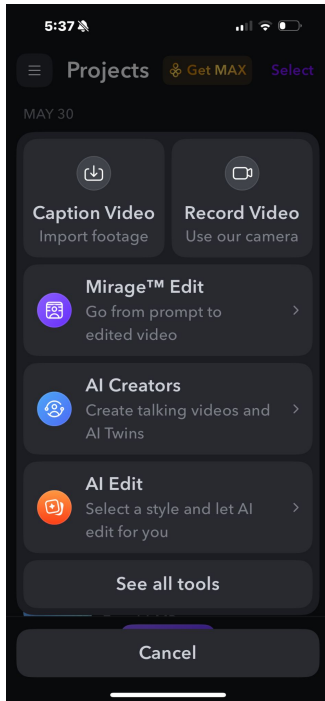 5:37
Projects
Get MAX
Select
MAY 30
Caption Video
Import footage
Record Video
Use our camera
Mirage™ Edit
Go from prompt to
edited video
AI Creators
Create talking videos and
AI Twins
AI Edit
Select a style and let AI
edit for you
See all tools
Cancel